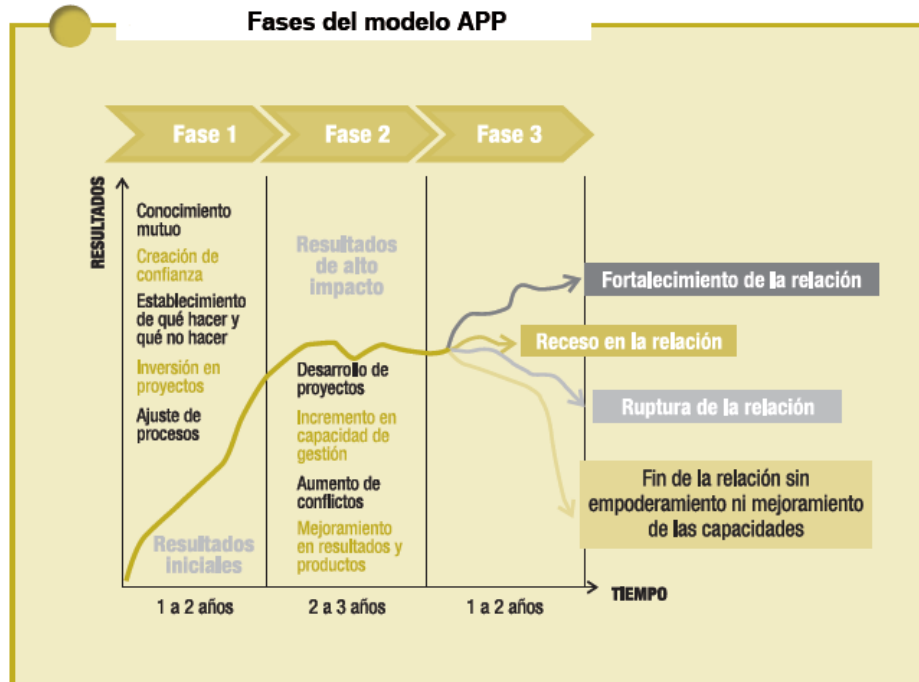 Fases del modelo APP
Fase 1
Fase 2
Fase 3
RESULTADOS
Conocimiento
mutuo
Creación de
confianza
Establecimiento
de qué hacer y
qué no hacer
Inversión en
proyectos
Ajuste de
procesos
Resultados
iniciales
Resultados
de alto
impacto
Desarrollo de
proyectos
Incremento en
capacidad de
gestión
Aumento de
conflictos
Mejoramiento
en resultados y
productos
Fortalecimiento de la relación
Receso en la relación
Ruptura de la relación
Fin de la relación sin
empoderamiento ni mejoramiento
de las capacidades
1 a 2 años
2 a 3 años
1 a 2 años
TIEMPO